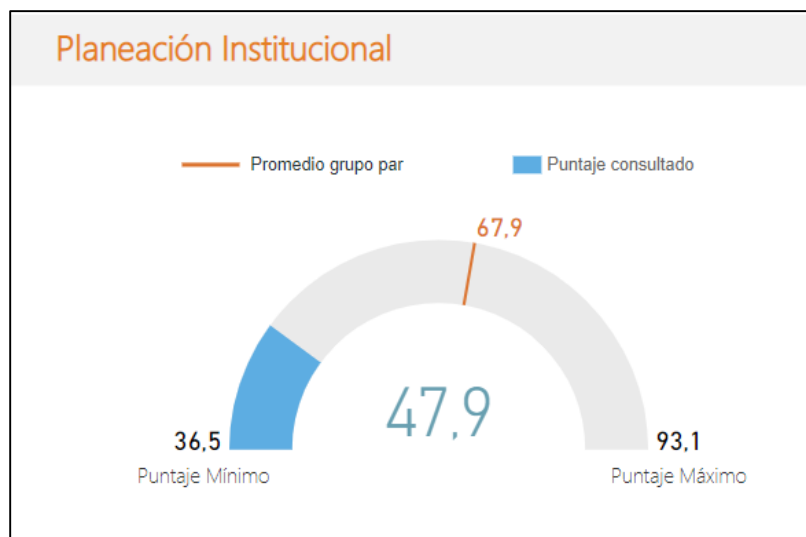 Planeación Institucional
Promedio grupo par
Puntaje consultado
67,9
47,9
36,5
93,1
Puntaje Mínimo
Puntaje Máximo